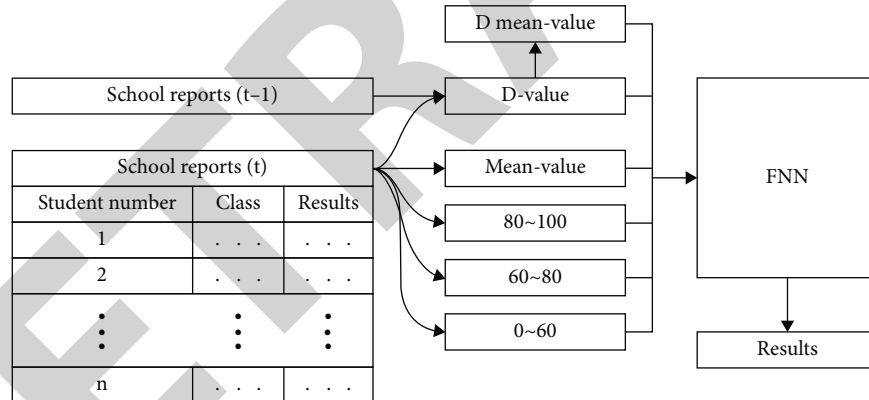 D mean-value
School reports (t–1)
D-value
School reports (t)
Mean-value
FNN
Student number Class Results
80~100
1 . . . . . .
60~80
2 . . . . . .
0~60
Results
n . . . . . .
ETRA